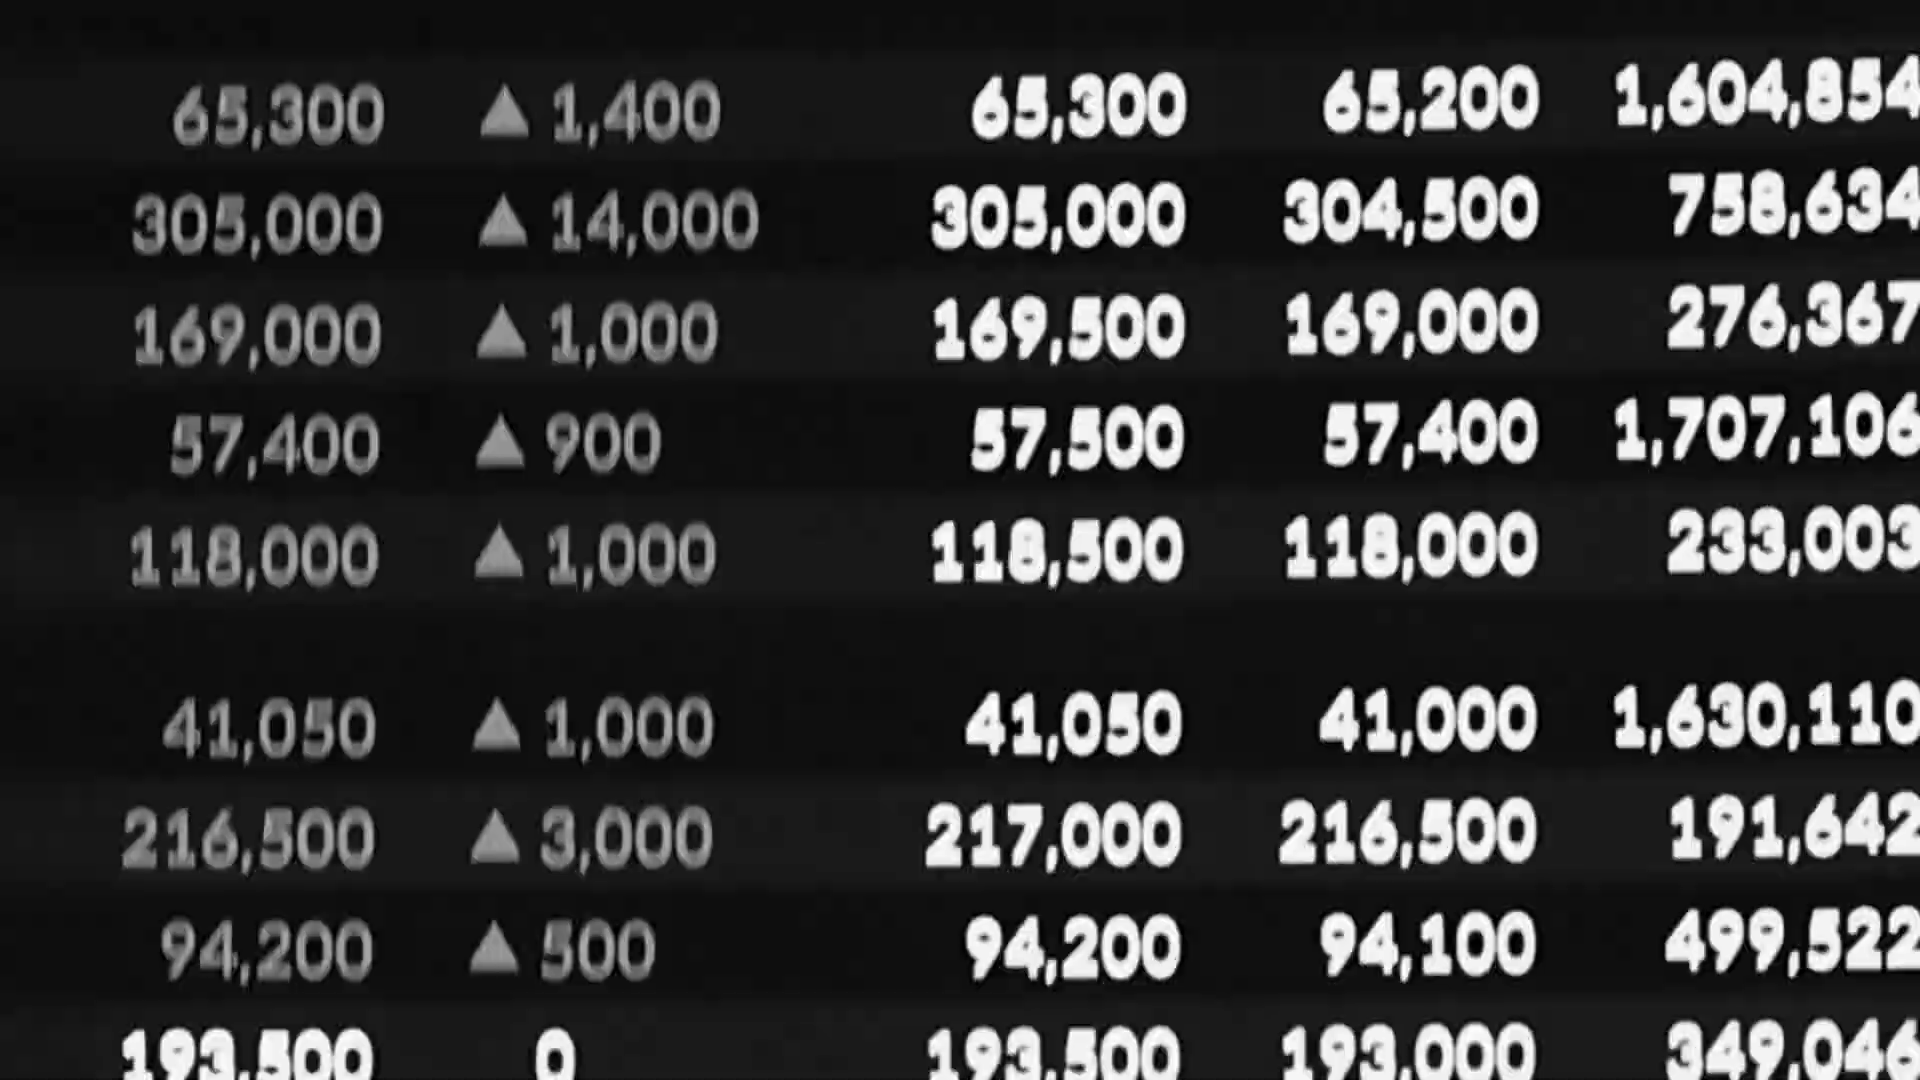 65,300 ▲ 1,400 65,300 65,200 1,604,854
305,000 ▲ 14,000 305,000 304,500 758,634
169,000 ▲ 1,000 169,500 169,000 276,367
57,400 ▲ 900 57,500 57,400 1,707,106
118,000 ▲ 1,000 118,500 118,000 233,003
41,050 ▲ 1,000 41,050 41,000 1,630,110
216,500 ▲ 3,000 217,000 216,500 191,642
94,200 ▲ 500 94,200 94,100 499,522
193,500 0 193,500 193,000 349,046